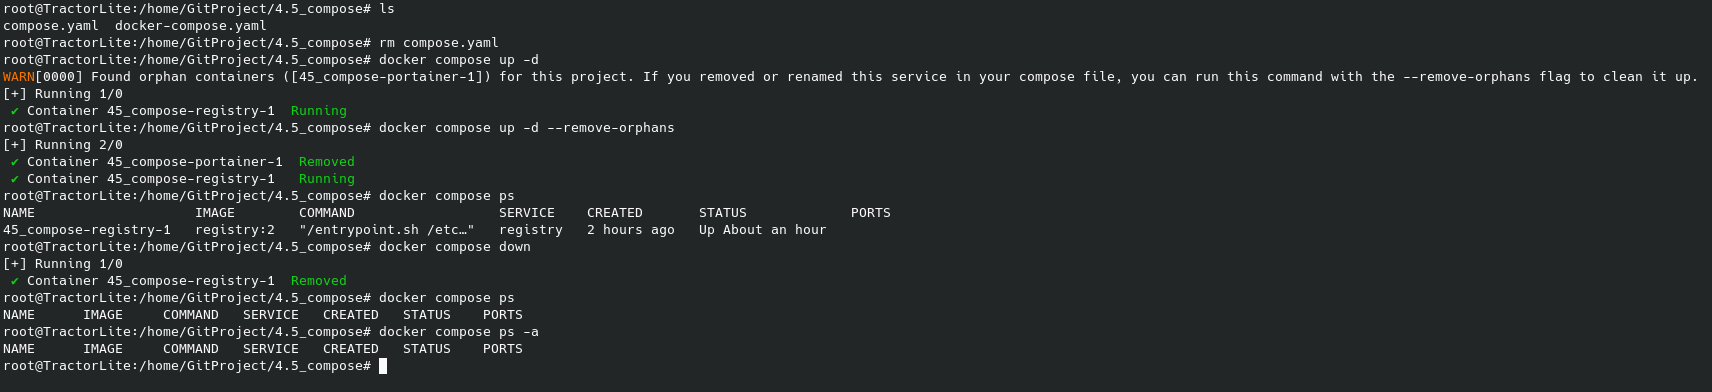 root@TractorLite:/home/GitProject/4.5_compose# ls
compose.yaml  docker-compose.yaml
root@TractorLite:/home/GitProject/4.5_compose# rm compose.yaml
root@TractorLite:/home/GitProject/4.5_compose# docker compose up -d
WARN[0000] Found orphan containers ([45_compose-portainer-1]) for this project. If you removed or renamed this service in your compose file, you can run this command with the --remove-orphans flag to clean it up.
[+] Running 1/0
 ✔ Container 45_compose-registry-1  Running
root@TractorLite:/home/GitProject/4.5_compose# docker compose up -d --remove-orphans
[+] Running 2/0
 ✔ Container 45_compose-portainer-1  Removed
 ✔ Container 45_compose-registry-1   Running
root@TractorLite:/home/GitProject/4.5_compose# docker compose ps
NAME                    IMAGE        COMMAND                  SERVICE    CREATED       STATUS             PORTS
45_compose-registry-1   registry:2   "/entrypoint.sh /etc…"   registry   2 hours ago   Up About an hour
root@TractorLite:/home/GitProject/4.5_compose# docker compose down
[+] Running 1/0
 ✔ Container 45_compose-registry-1  Removed
root@TractorLite:/home/GitProject/4.5_compose# docker compose ps
NAME      IMAGE     COMMAND   SERVICE   CREATED   STATUS    PORTS
root@TractorLite:/home/GitProject/4.5_compose# docker compose ps -a
NAME      IMAGE     COMMAND   SERVICE   CREATED   STATUS    PORTS
root@TractorLite:/home/GitProject/4.5_compose#